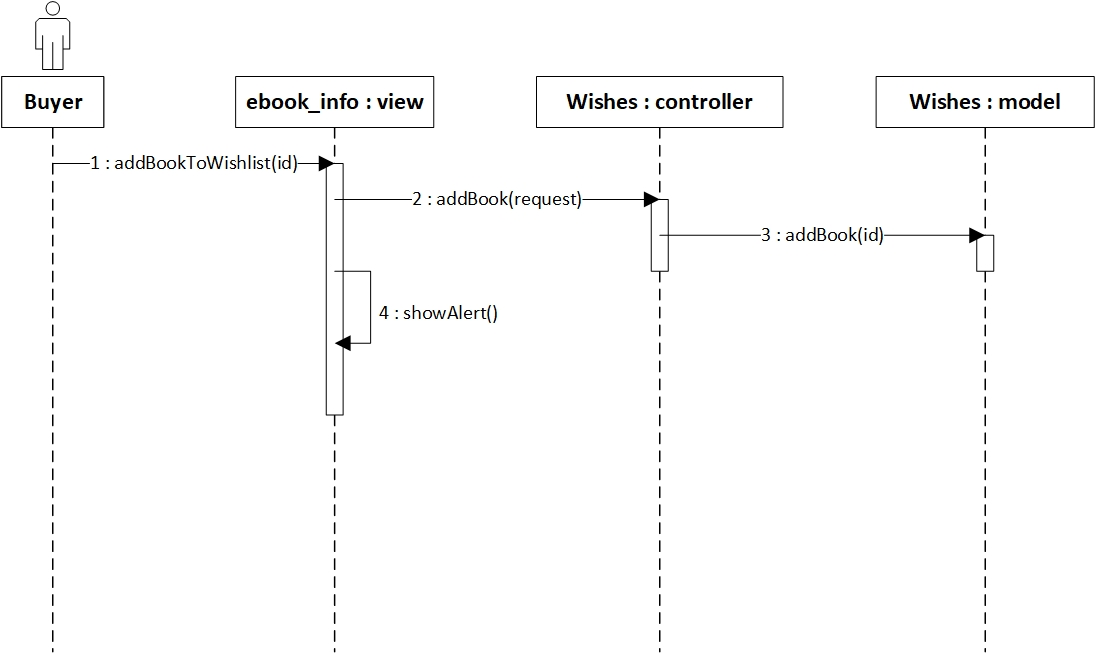 Buyer
ebook_info : view
Wishes : controller
Wishes : model
1 : addBookToWishlist(id)
2 : addBook(request)
3 : addBook(id)
4 : showAlert()